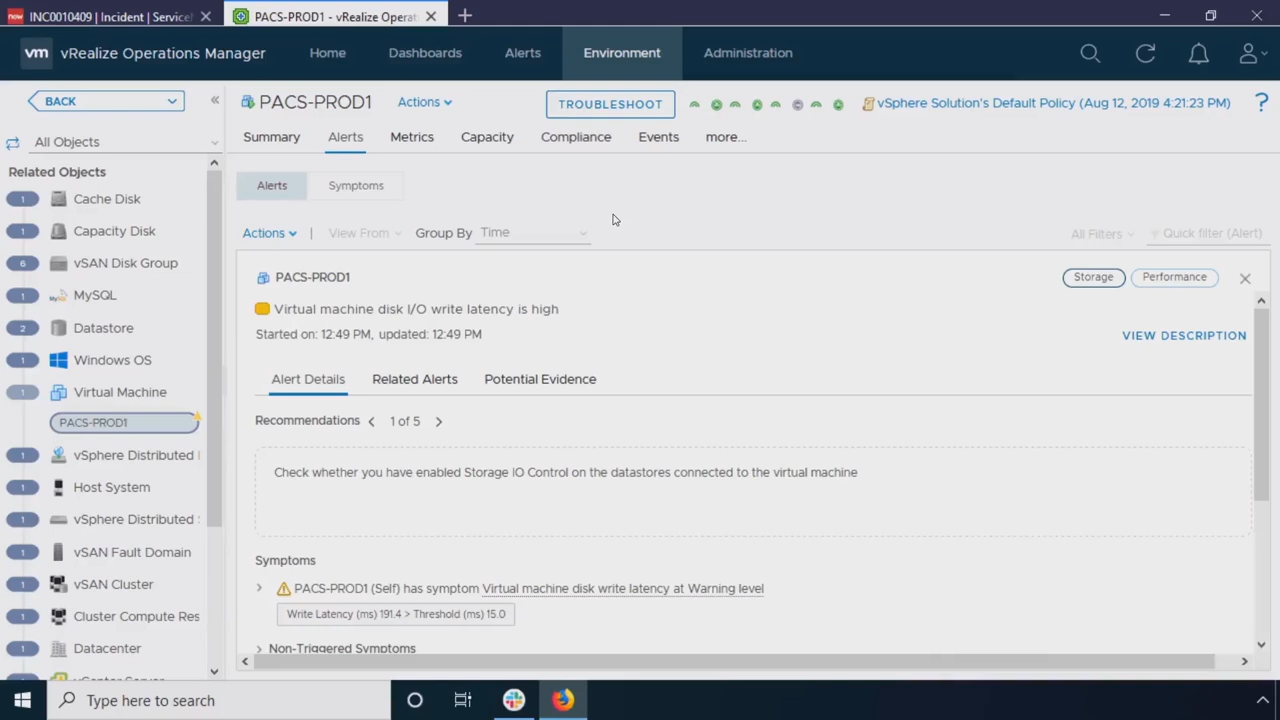 now INC0010409 | Incident | Service
PACS-PROD1 - vRealize Operat
vm vRealize Operations Manager Home Dashboards Alerts Environment Administration
BACK
PACS-PROD1 Actions TROUBLESHOOT vSphere Solution's Default Policy (Aug 12, 2019 4:21:23 PM) ?
All Objects
Summary Alerts Metrics Capacity Compliance Events more...
Related Objects
1 Cache Disk
1 Capacity Disk
6 vSAN Disk Group
1 MySQL MySQL
2 Datastore
1 Windows OS
1 Virtual Machine
PACS-PROD1
1 vSphere Distributed
1 Host System
1 vSphere Distributed
1 vSAN Fault Domain
1 vSAN Cluster
1 Cluster Compute Res
1 Datacenter
vCenter Server
Alerts Symptoms
Actions | View From Group By Time All Filters Quick filter (Alert)
PACS-PROD1 Storage Performance
Virtual machine disk I/O write latency is high
Started on: 12:49 PM, updated: 12:49 PM
VIEW DESCRIPTION
Alert Details Related Alerts Potential Evidence
Recommendations 1 of 5
Check whether you have enabled Storage IO Control on the datastores connected to the virtual machine
Symptoms
PACS-PROD1 (Self) has symptom Virtual machine disk write latency at Warning level
Write Latency (ms) 191.4 > Threshold (ms) 15.0
Non-Triggered Symptoms
Type here to search